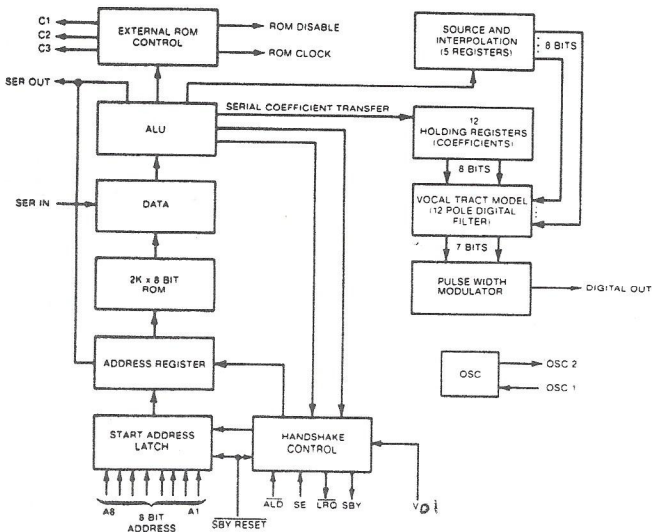 C1
C2
C3
EXTERNAL ROM
CONTROL
ROM DISABLE
ROM CLOCK
SOURCE AND
INTERPOLATION
(5 REGISTERS)
8 BITS
SER OUT
ALU
SERIAL COEFFICIENT TRANSFER
12
HOLDING REGISTERS
(COEFFICIENTS)
8 BITS
SER IN
DATA
VOCAL TRACT MODEL
(12 POLE DIGITAL
FILTER)
7 BITS
2K x 8 BIT
ROM
PULSE WIDTH
MODULATOR
DIGITAL OUT
ADDRESS REGISTER
OSC
OSC 2
OSC 1
START ADDRESS
LATCH
HANDSHAKE
CONTROL
A8
A1
8 BIT
ADDRESS
SBY RESET
ALD
SE
LRQ
SBY